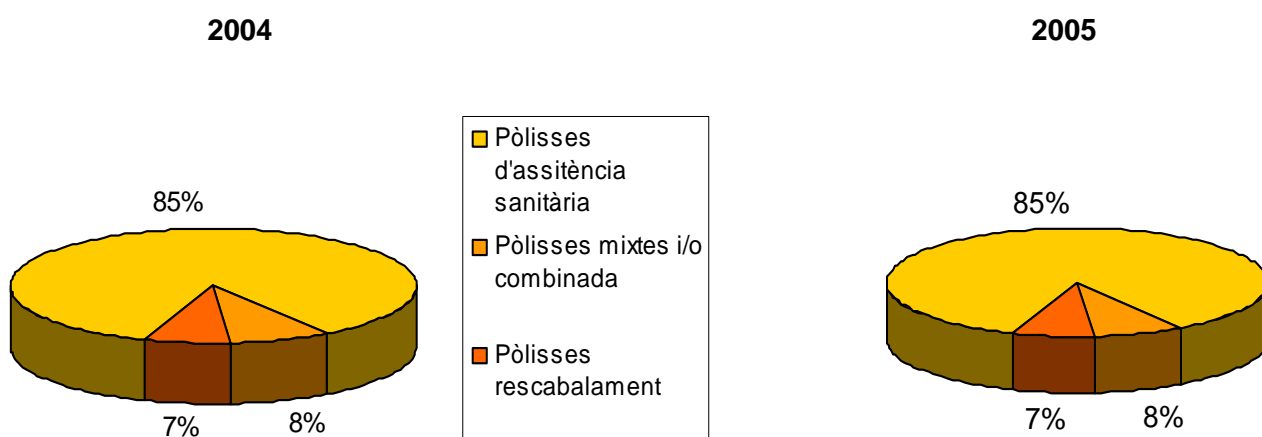 2004
2005
85%
7%
8%
Pòlisses
d'assitència
sanitària
Pòlisses mixtes i/o
combinada
Pòlisses
rescabalament
85%
7%
8%